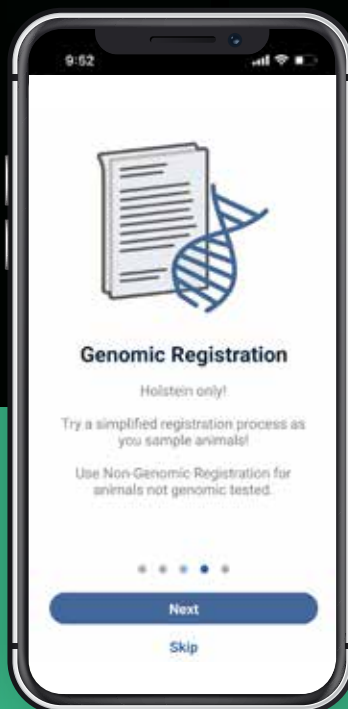 9:52
Genomic Registration
Holstein only!
Try a simplified registration process as
you sample animals!
Use Non-Genomic Registration for
animals not genomic tested.
Next
Skip